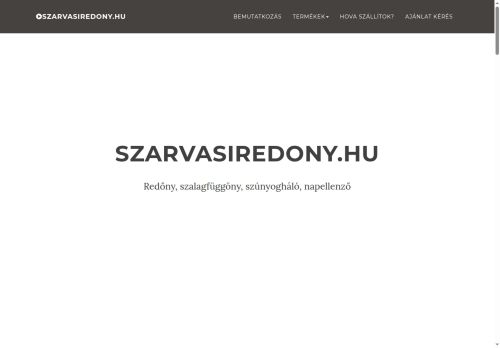 SZARVASIREDONY.HU
BEMUTATKOZÁS
TERMÉKEK
HOVA SZÁLLÍTOK?
AJÁNLAT KÉRÉS
SZARVASIREDONY.HU
Redőny, szalagfüggöny, szúnyogháló, napellenző